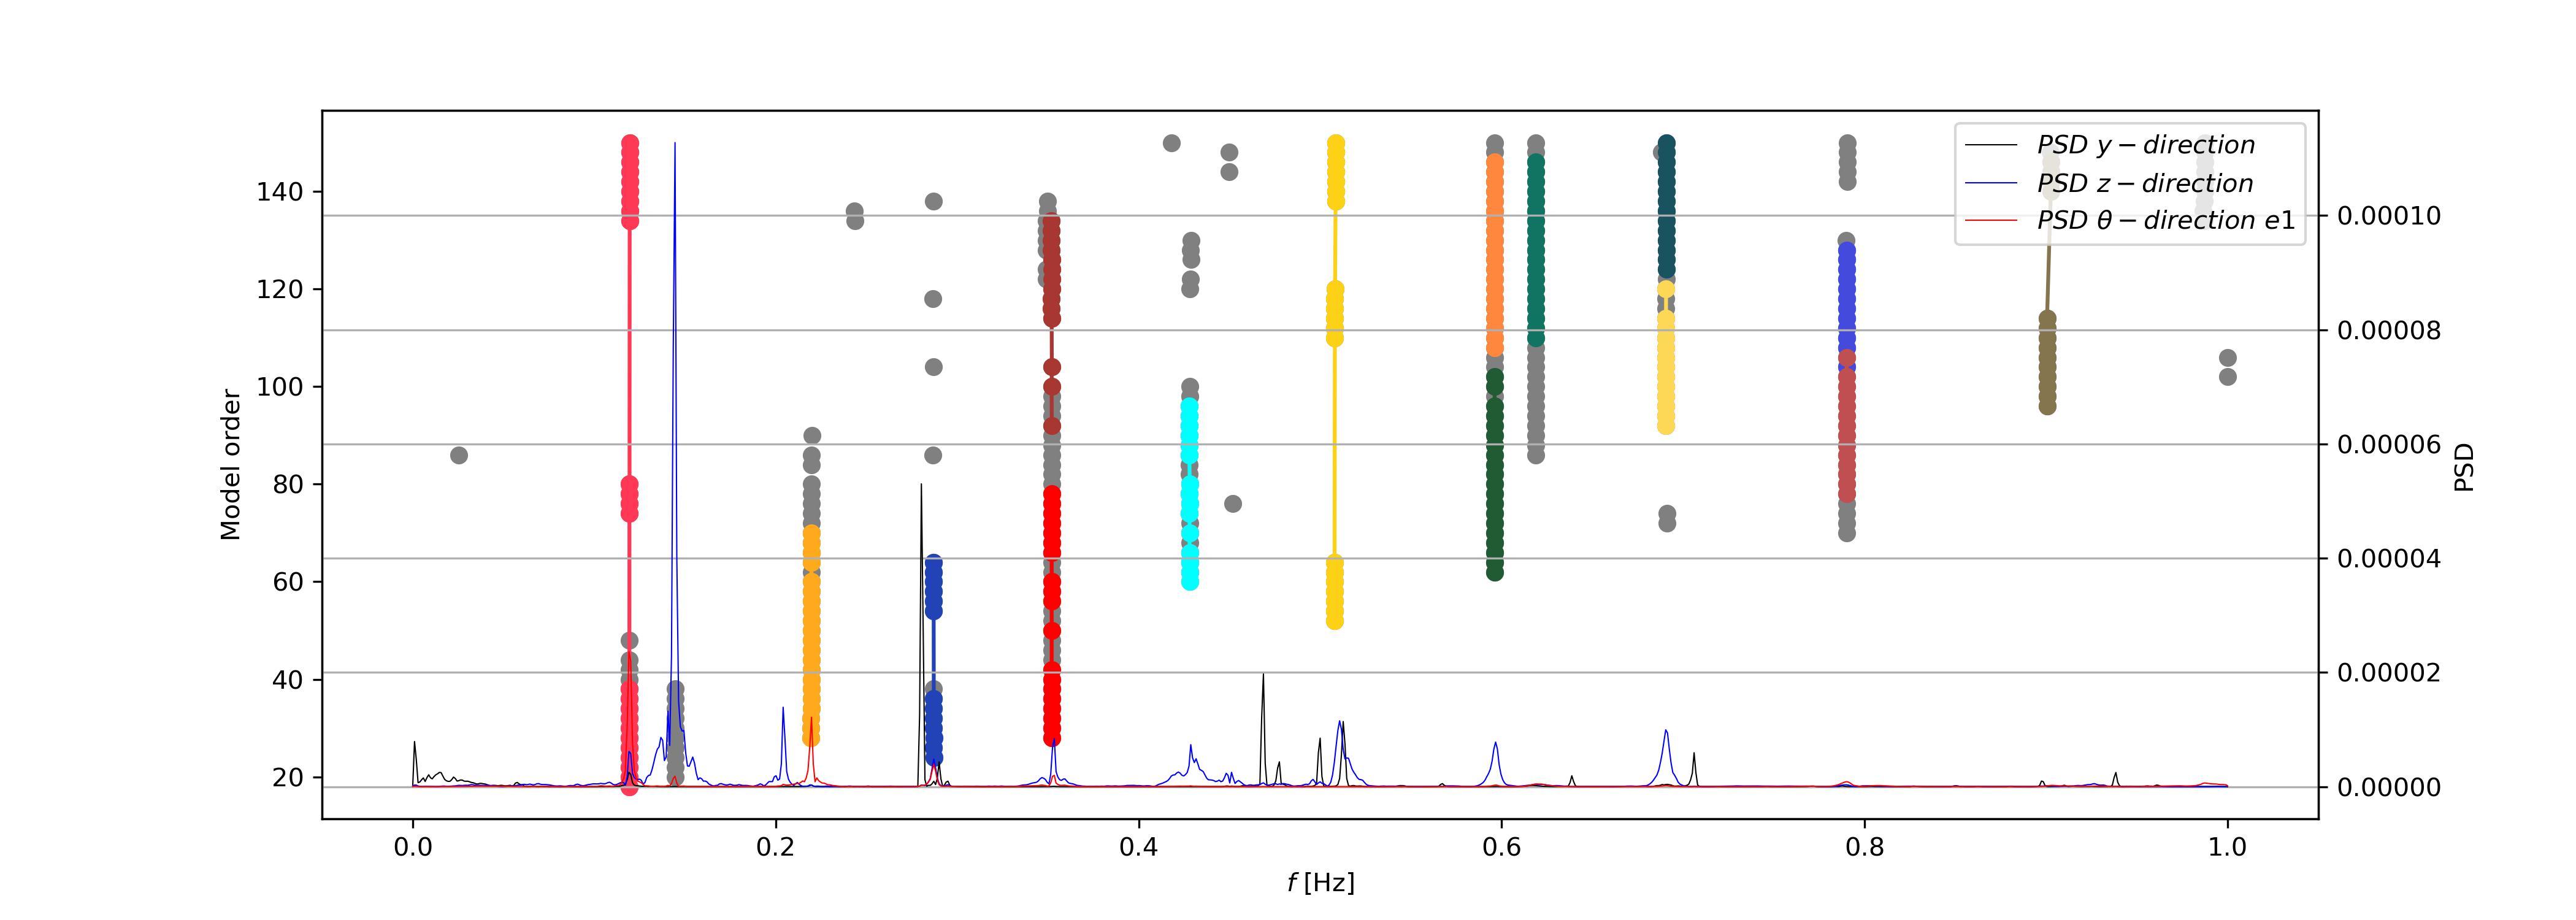 PSD y − direction
PSD z − direction
PSD θ − direction e1
140
120
100
80
60
40
20
Model order
0.00010
0.00008
0.00006
0.00004
0.00002
0.00000
PSD
0.0 0.2 0.4 0.6 0.8 1.0
f [Hz]